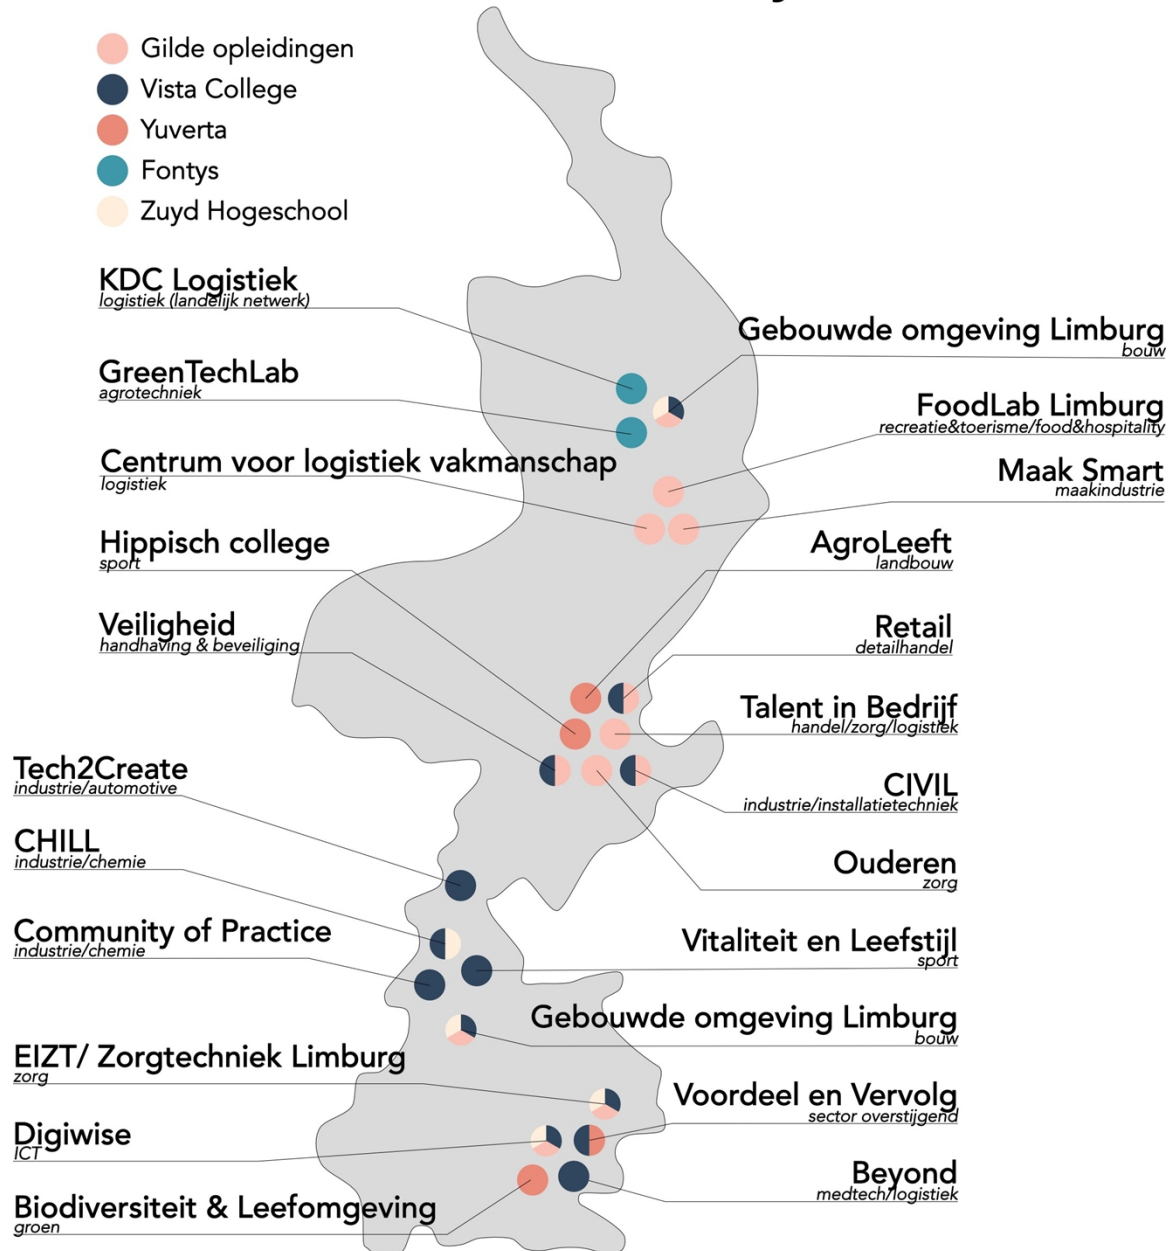 Gilde opleidingen
Vista College
Yuverta
Fontys
Zuyd Hogeschool
KDC Logistiek
logistiek (landelijk netwerk)
GreenTechLab
agrotechniek
Centrum voor logistiek vakmanschap
logistiek
Hippisch college
sport
Veiligheid
handhaving & beveiliging
Tech2Create
industrie/automotive
CHILL
industrie/chemie
Community of Practice
industrie/chemie
EIZT/ Zorgtechniek Limburg
zorg
Digiwise
ICT
Biodiversiteit & Leefomgeving
groen
Gebouwde omgeving Limburg
bouw
FoodLab Limburg
recreatie&toerisme/food&hospitality
Maak Smart
maakindustrie
AgroLeeft
landbouw
Retail
detailhandel
Talent in Bedrijf
handel/zorg/logistiek
CIVIL
industrie/installatietechniek
Ouderen
zorg
Vitaliteit en Leefstijl
sport
Gebouwde omgeving Limburg
bouw
Voordeel en Vervolg
sector overstijgend
Beyond
medtech/logistiek